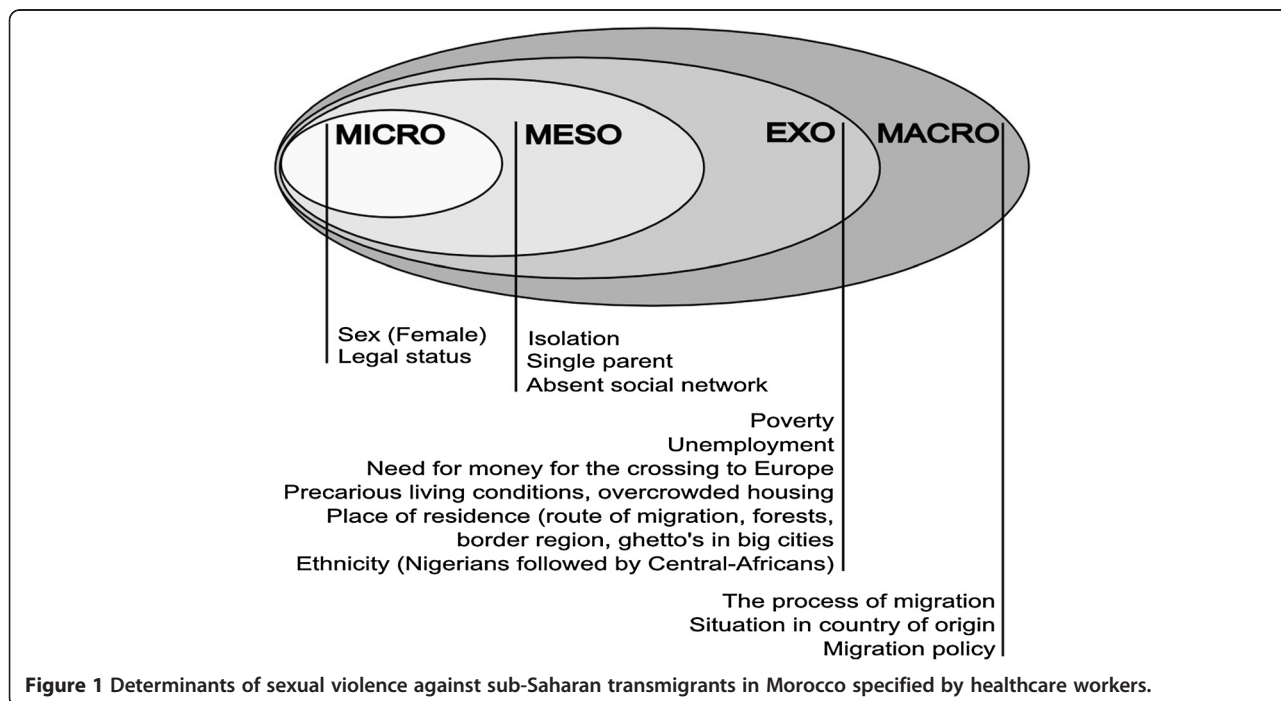 MICRO
MESO
EXO
MACRO
Sex (Female)
Legal status
Isolation
Single parent
Absent social network
Poverty
Unemployment
Need for money for the crossing to Europe
Precarious living conditions, overcrowded housing
Place of residence (route of migration, forests,
border region, ghetto's in big cities
Ethnicity (Nigerians followed by Central-Africans)
The process of migration
Situation in country of origin
Migration policy
Figure 1 Determinants of sexual violence against sub-Saharan transmigrants in Morocco specified by healthcare workers.